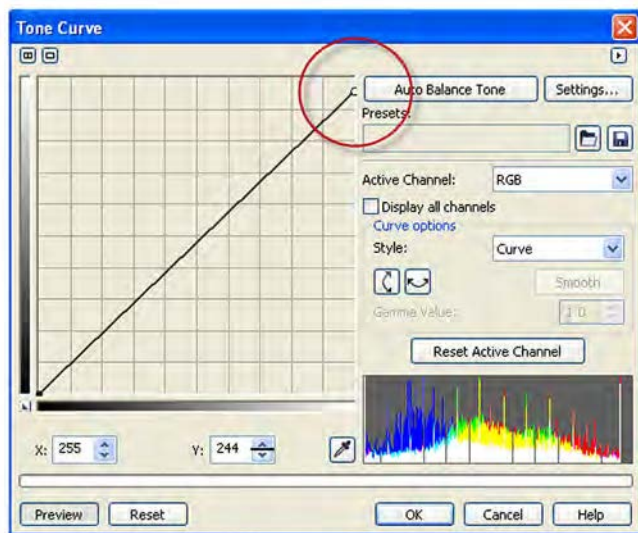 Tone Curve
Auto Balance Tone
Settings...
Presets:
Active Channel:
RGB
Display all channels
Curve options
Style:
Curve
Smooth
Gamma Value:
1.0
Reset Active Channel
X: 255
Y: 244
Preview
Reset
OK
Cancel
Help